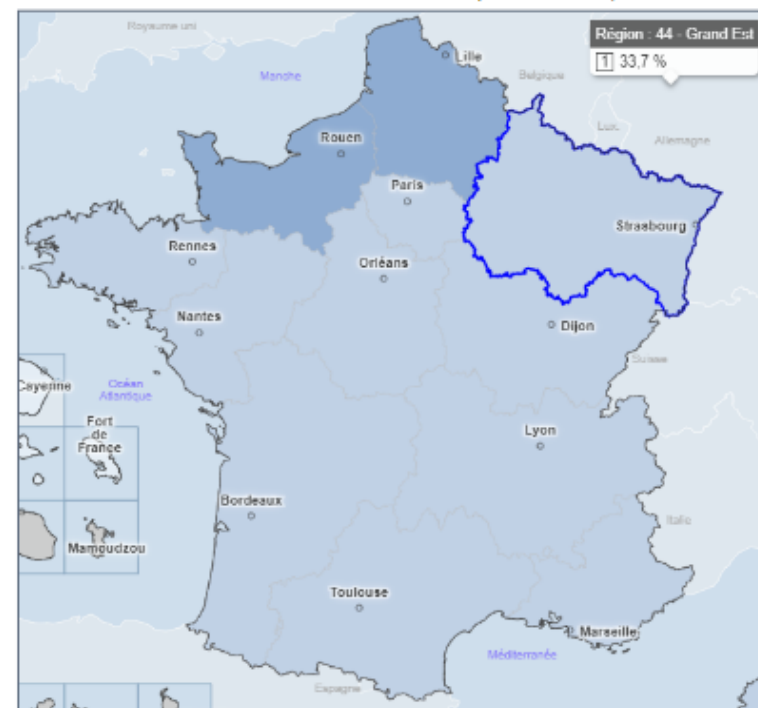 Royaume uni
Lille
Région : 44 - Grand Est
1 33,7 %
Manche
Belgique
Lux.
Allemagne
Rouen
Paris
Strasbourg
Rennes
Orléans
Nantes
Dijon
Suisse
Cayenne
Océan
Atlantique
Fort
de
France
Lyon
Bordeaux
Italie
Mamoudzou
Toulouse
Marseille
Méditerranée
Espagne